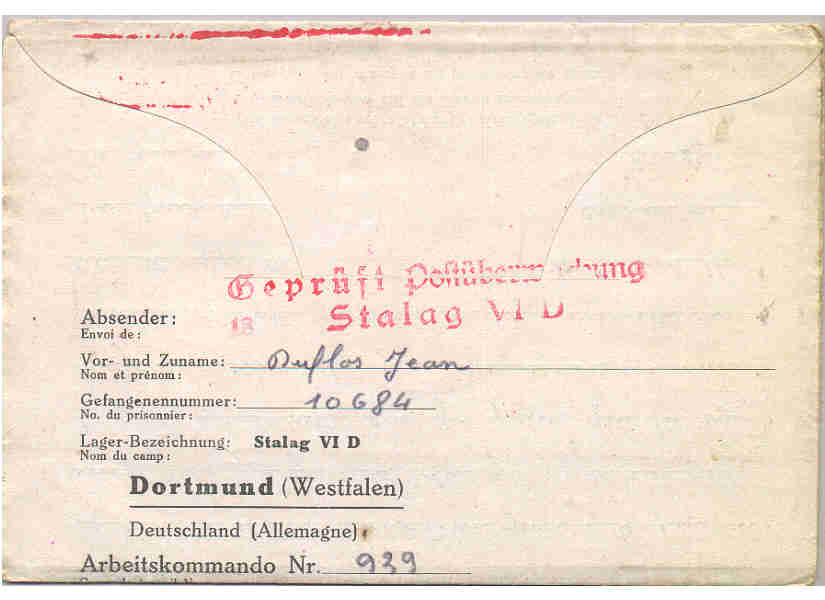 Geprüft Postüberwachung
18 Stalag VI D
Absender:
Envoi de:
Vor- und Zuname: Duflos Jean
Nom et prénom:
Gefangenennummer: 10684
No. du prisonnier:
Lager-Bezeichnung: Stalag VI D
Nom du camp:
Dortmund (Westfalen)
Deutschland (Allemagne)
Arbeitskommando Nr. 939